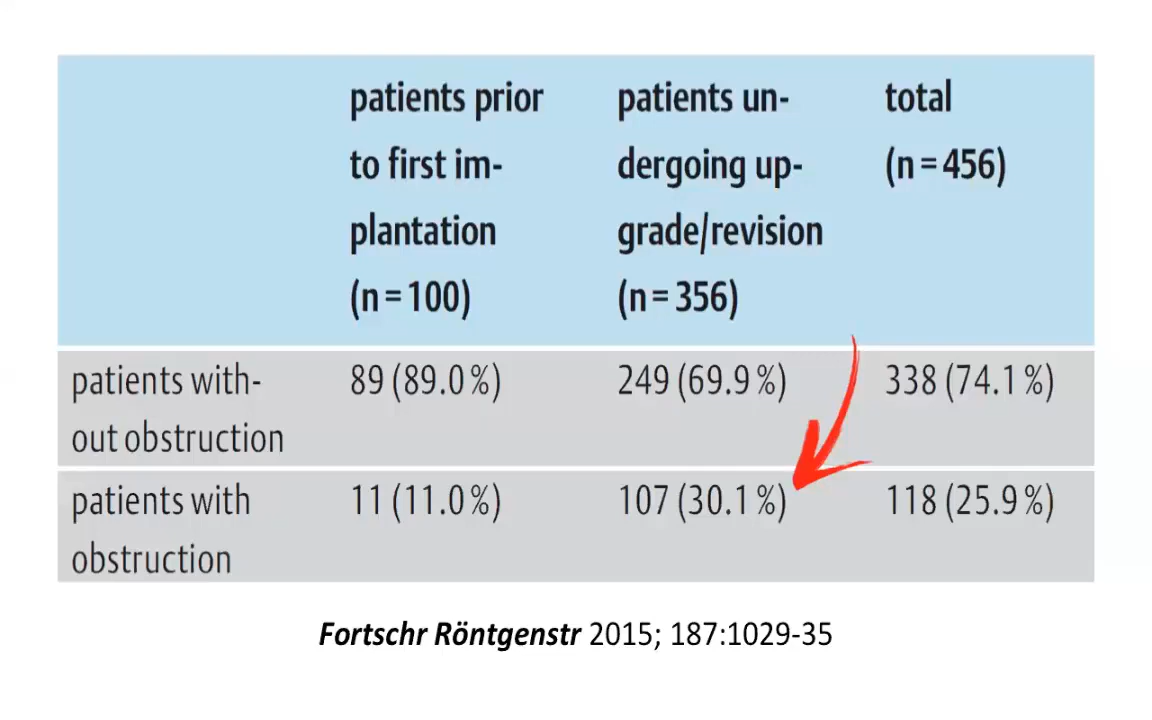 patients prior to first im-plantation (n = 100)
patients un-dergoing up-grade/revision (n = 356)
total (n = 456)
patients with-out obstruction 89 (89.0 %) 249 (69.9 %) 338 (74.1 %)
patients with obstruction 11 (11.0 %) 107 (30.1 %) 118 (25.9 %)
Fortschr Röntgenstr 2015; 187:1029-35